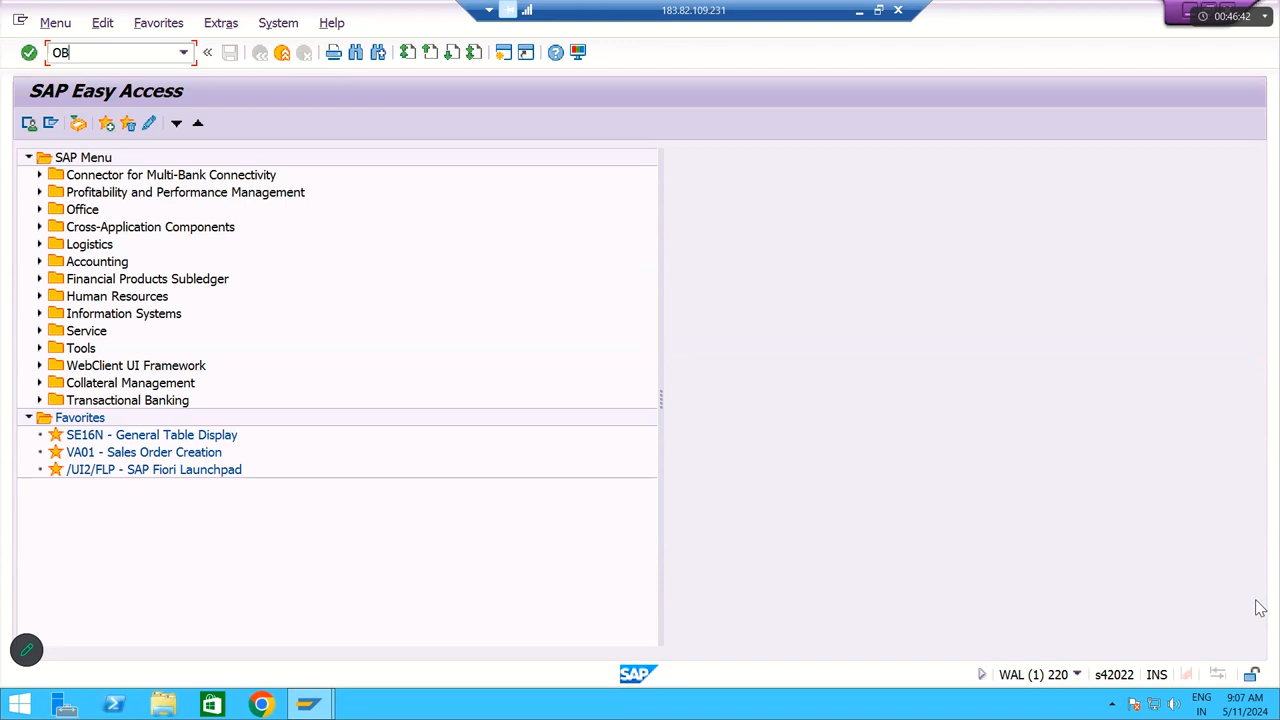 183.82.109.231
00:46:42
Menu Edit Favorites Extras System Help
OB
SAP Easy Access
SAP Menu
Connector for Multi-Bank Connectivity
Profitability and Performance Management
Office
Cross-Application Components
Logistics
Accounting
Financial Products Subledger
Human Resources
Information Systems
Service
Tools
WebClient UI Framework
Collateral Management
Transactional Banking
Favorites
SE16N - General Table Display
VA01 - Sales Order Creation
/UI2/FLP - SAP Fiori Launchpad
SAP
WAL (1) 220 s42022 INS
ENG 9:07 AM
IN 5/11/2024